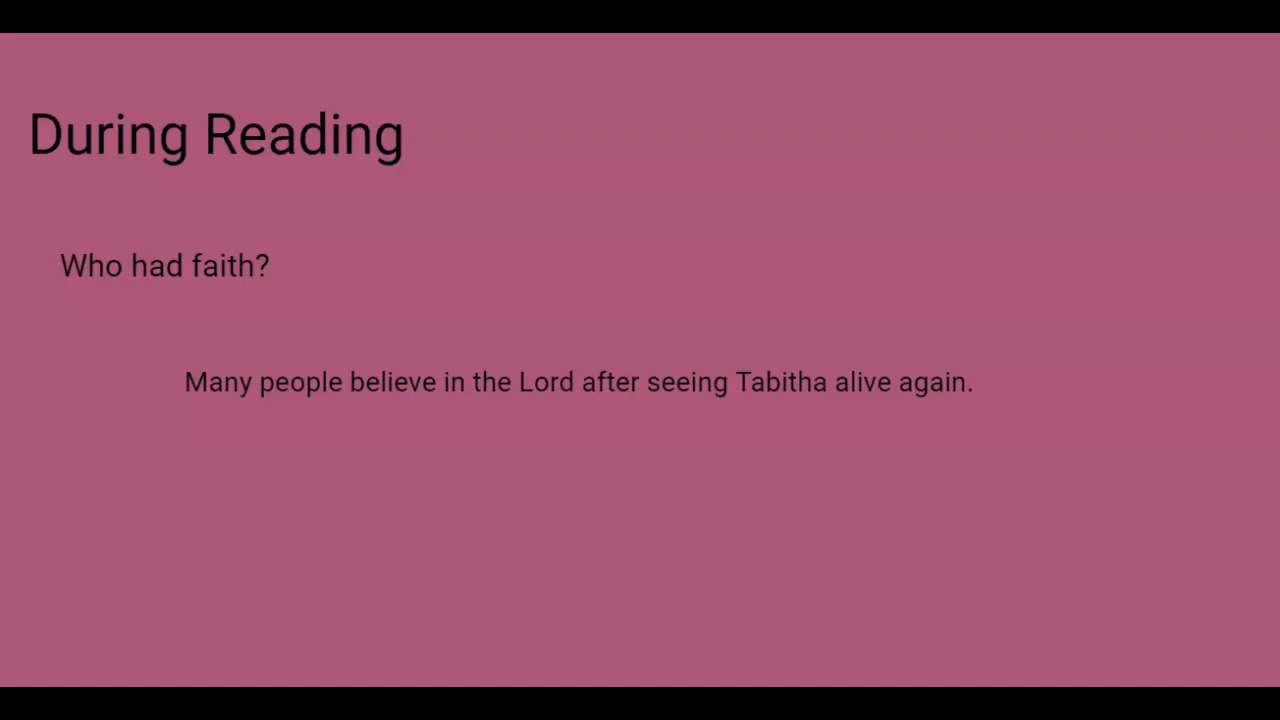 During Reading
Who had faith?
Many people believe in the Lord after seeing Tabitha alive again.